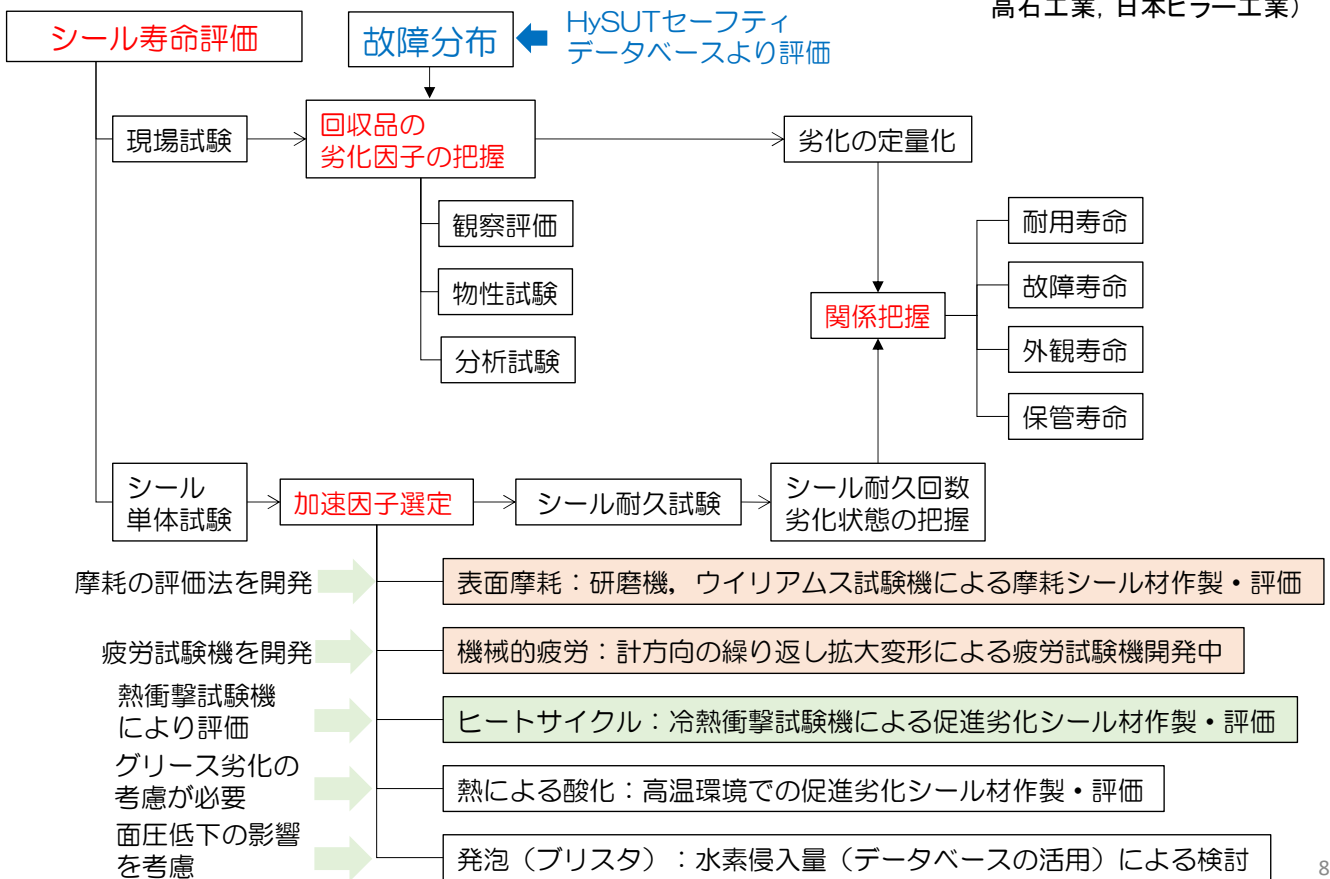 高石工業，日本ピラー工業）
シール寿命評価
故障分布
HySUTセーフティ
データベースより評価
現場試験
回収品の
劣化因子の把握
劣化の定量化
観察評価
物性試験
分析試験
関係把握
耐用寿命
故障寿命
外観寿命
保管寿命
シール
単体試験
加速因子選定
シール耐久試験
シール耐久回数
劣化状態の把握
摩耗の評価法を開発
表面摩耗：研磨機，ウイリアムス試験機による摩耗シール材作製・評価
疲労試験機を開発
機械的疲労：計方向の繰り返し拡大変形による疲労試験機開発中
熱衝撃試験機
により評価
ヒートサイクル：冷熱衝撃試験機による促進劣化シール材作製・評価
グリース劣化の
考慮が必要
熱による酸化：高温環境での促進劣化シール材作製・評価
面圧低下の影響
を考慮
発泡（ブリスタ）：水素侵入量（データベースの活用）による検討
8